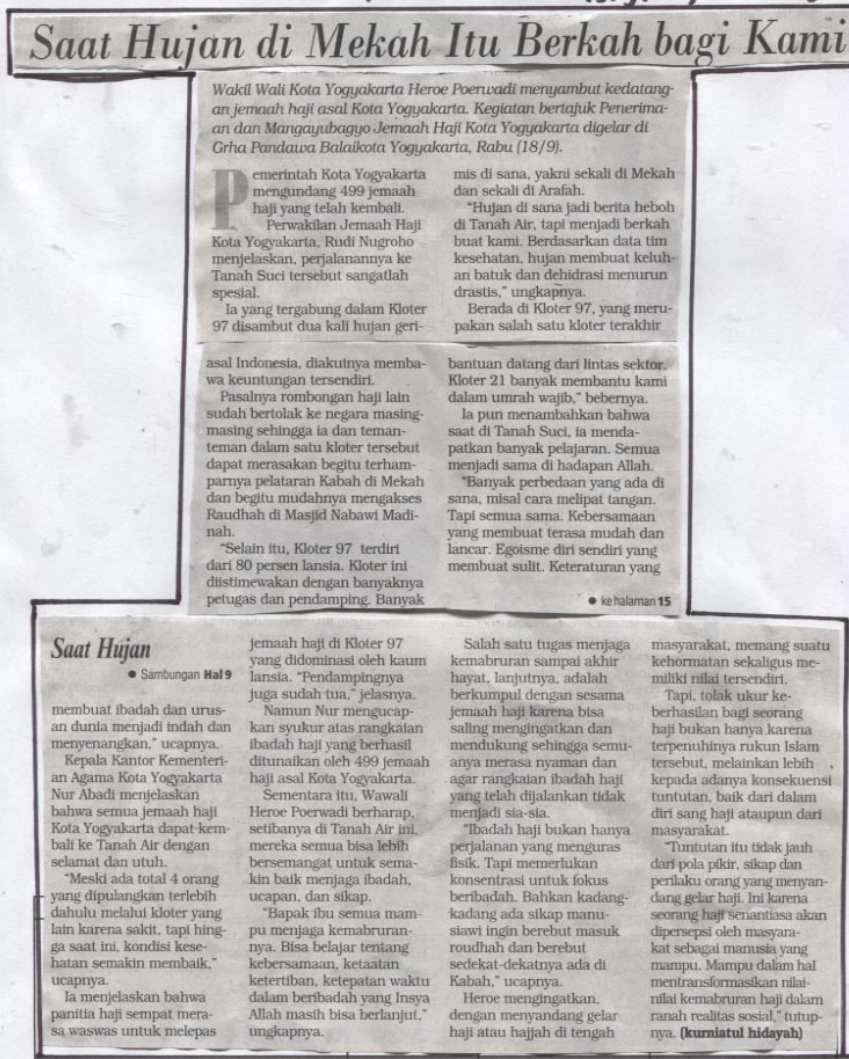 Saat Hujan di Mekah Itu Berkah bagi Kami
Wakil Wali Kota Yogyakarta Heroe Poerwadi menyambut kedatang-
an jemaah haji asal Kota Yogyakarta. Kegiatan bertajuk Penerima-
an dan Mangayubagyo Jemaah Haji Kota Yogyakarta digelar di
Grha Pandawa Balaikota Yogyakarta, Rabu (18/9).
Pemerintah Kota Yogyakarta
mengundang 499 jemaah
haji yang telah kembali.
Perwakilan Jemaah Haji
Kota Yogyakarta, Rudi Nugroho
menjelaskan, perjalanannya ke
Tanah Suci tersebut sangatlah
spesial.
Ia yang tergabung dalam Kloter
97 disambut dua kali hujan geri-
mis di sana, yakni sekali di Mekah
dan sekali di Arafah.
"Hujan di sana jadi berita heboh
di Tanah Air, tapi menjadi berkah
buat kami. Berdasarkan data tim
kesehatan, hujan membuat keluh-
an batuk dan dehidrasi menurun
drastis," ungkapnya.
Berada di Kloter 97, yang meru-
pakan salah satu kloter terakhir
asal Indonesia, diakuinya memba-
wa keuntungan tersendiri.
Pasalnya rombongan haji lain
sudah bertolak ke negara masing-
masing sehingga ia dan teman-
teman dalam satu kloter tersebut
dapat merasakan begitu terham-
parnya pelataran Kabah di Mekah
dan begitu mudahnya mengakses
Raudhah di Masjid Nabawi Madi-
nah.
"Selain itu, Kloter 97 terdiri
dari 80 persen lansia. Kloter ini
diistimewakan dengan banyaknya
petugas dan pendamping. Banyak
bantuan datang dari lintas sektor.
Kloter 21 banyak membantu kami
dalam umrah wajib," bebernya.
Ia pun menambahkan bahwa
saat di Tanah Suci, ia menda-
patkan banyak pelajaran. Semua
menjadi sama di hadapan Allah.
"Banyak perbedaan yang ada di
sana, misal cara melipat tangan.
Tapi semua sama. Kebersamaan
yang membuat terasa mudah dan
lancar. Egoisme diri sendiri yang
membuat sulit. Keteraturan yang
● ke halaman 15
Saat Hujan
● Sambungan Hal 9
membuat ibadah dan urus-
an dunia menjadi indah dan
menyenangkan," ucapnya.
Kepala Kantor Kementeri-
an Agama Kota Yogyakarta
Nur Abadi menjelaskan
bahwa semua jemaah haji
Kota Yogyakarta dapat kem-
bali ke Tanah Air dengan
selamat dan utuh.
"Meski ada total 4 orang
yang dipulangkan terlebih
dahulu melalui kloter yang
lain karena sakit, tapi hing-
ga saat ini, kondisi kese-
hatan semakin membaik,"
ucapnya.
Ia menjelaskan bahwa
panitia haji sempat mera-
sa waswas untuk melepas
jemaah haji di Kloter 97
yang didominasi oleh kaum
lansia. "Pendampingnya
juga sudah tua," jelasnya.
Namun Nur mengucap-
kan syukur atas rangkaian
ibadah haji yang berhasil
ditunaikan oleh 499 jemaah
haji asal Kota Yogyakarta.
Sementara itu, Wawali
Heroe Poerwadi berharap,
setibanya di Tanah Air ini,
mereka semua bisa lebih
bersemangat untuk sema-
kin baik menjaga ibadah,
ucapan, dan sikap.
"Bapak ibu semua mam-
pu menjaga kemabruran-
nya. Bisa belajar tentang
kebersamaan, ketaatan
ketertiban, ketepatan waktu
dalam beribadah yang Insya
Allah masih bisa berlanjut,"
ungkapnya.
Salah satu tugas menjaga
kemabruran sampai akhir
hayat, lanjutnya, adalah
berkumpul dengan sesama
jemaah haji karena bisa
saling mengingatkan dan
mendukung sehingga semu-
anya merasa nyaman dan
agar rangkaian ibadah haji
yang telah dijalankan tidak
menjadi sia-sia.
"Ibadah haji bukan hanya
perjalanan yang menguras
fisik. Tapi memerlukan
konsentrasi untuk fokus
beribadah. Bahkan kadang-
kadang ada sikap manu-
siawi ingin berebut masuk
roudhah dan berebut
sedekat-dekatnya ada di
Kabah," ucapnya.
Heroe mengingatkan,
dengan menyandang gelar
haji atau hajjah di tengah
masyarakat, memang suatu
kehormatan sekaligus me-
miliki nilai tersendiri.
Tapi, tolak ukur ke-
berhasilan bagi seorang
haji bukan hanya karena
terpenuhinya rukun Islam
tersebut, melainkan lebih
kepada adanya konsekuensi
tuntutan, baik dari dalam
diri sang haji ataupun dari
masyarakat.
"Tuntutan itu tidak jauh
dari pola pikir, sikap dan
perilaku orang yang menyan-
dang gelar haji. Ini karena
seorang haji senantiasa akan
dipersepsi oleh masyara-
kat sebagai manusia yang
mampu. Mampu dalam hal
mentransformasikan nilai-
nilai kemabruran haji dalam
ranah realitas sosial," tutup-
nya. (kurniatul hidayah)